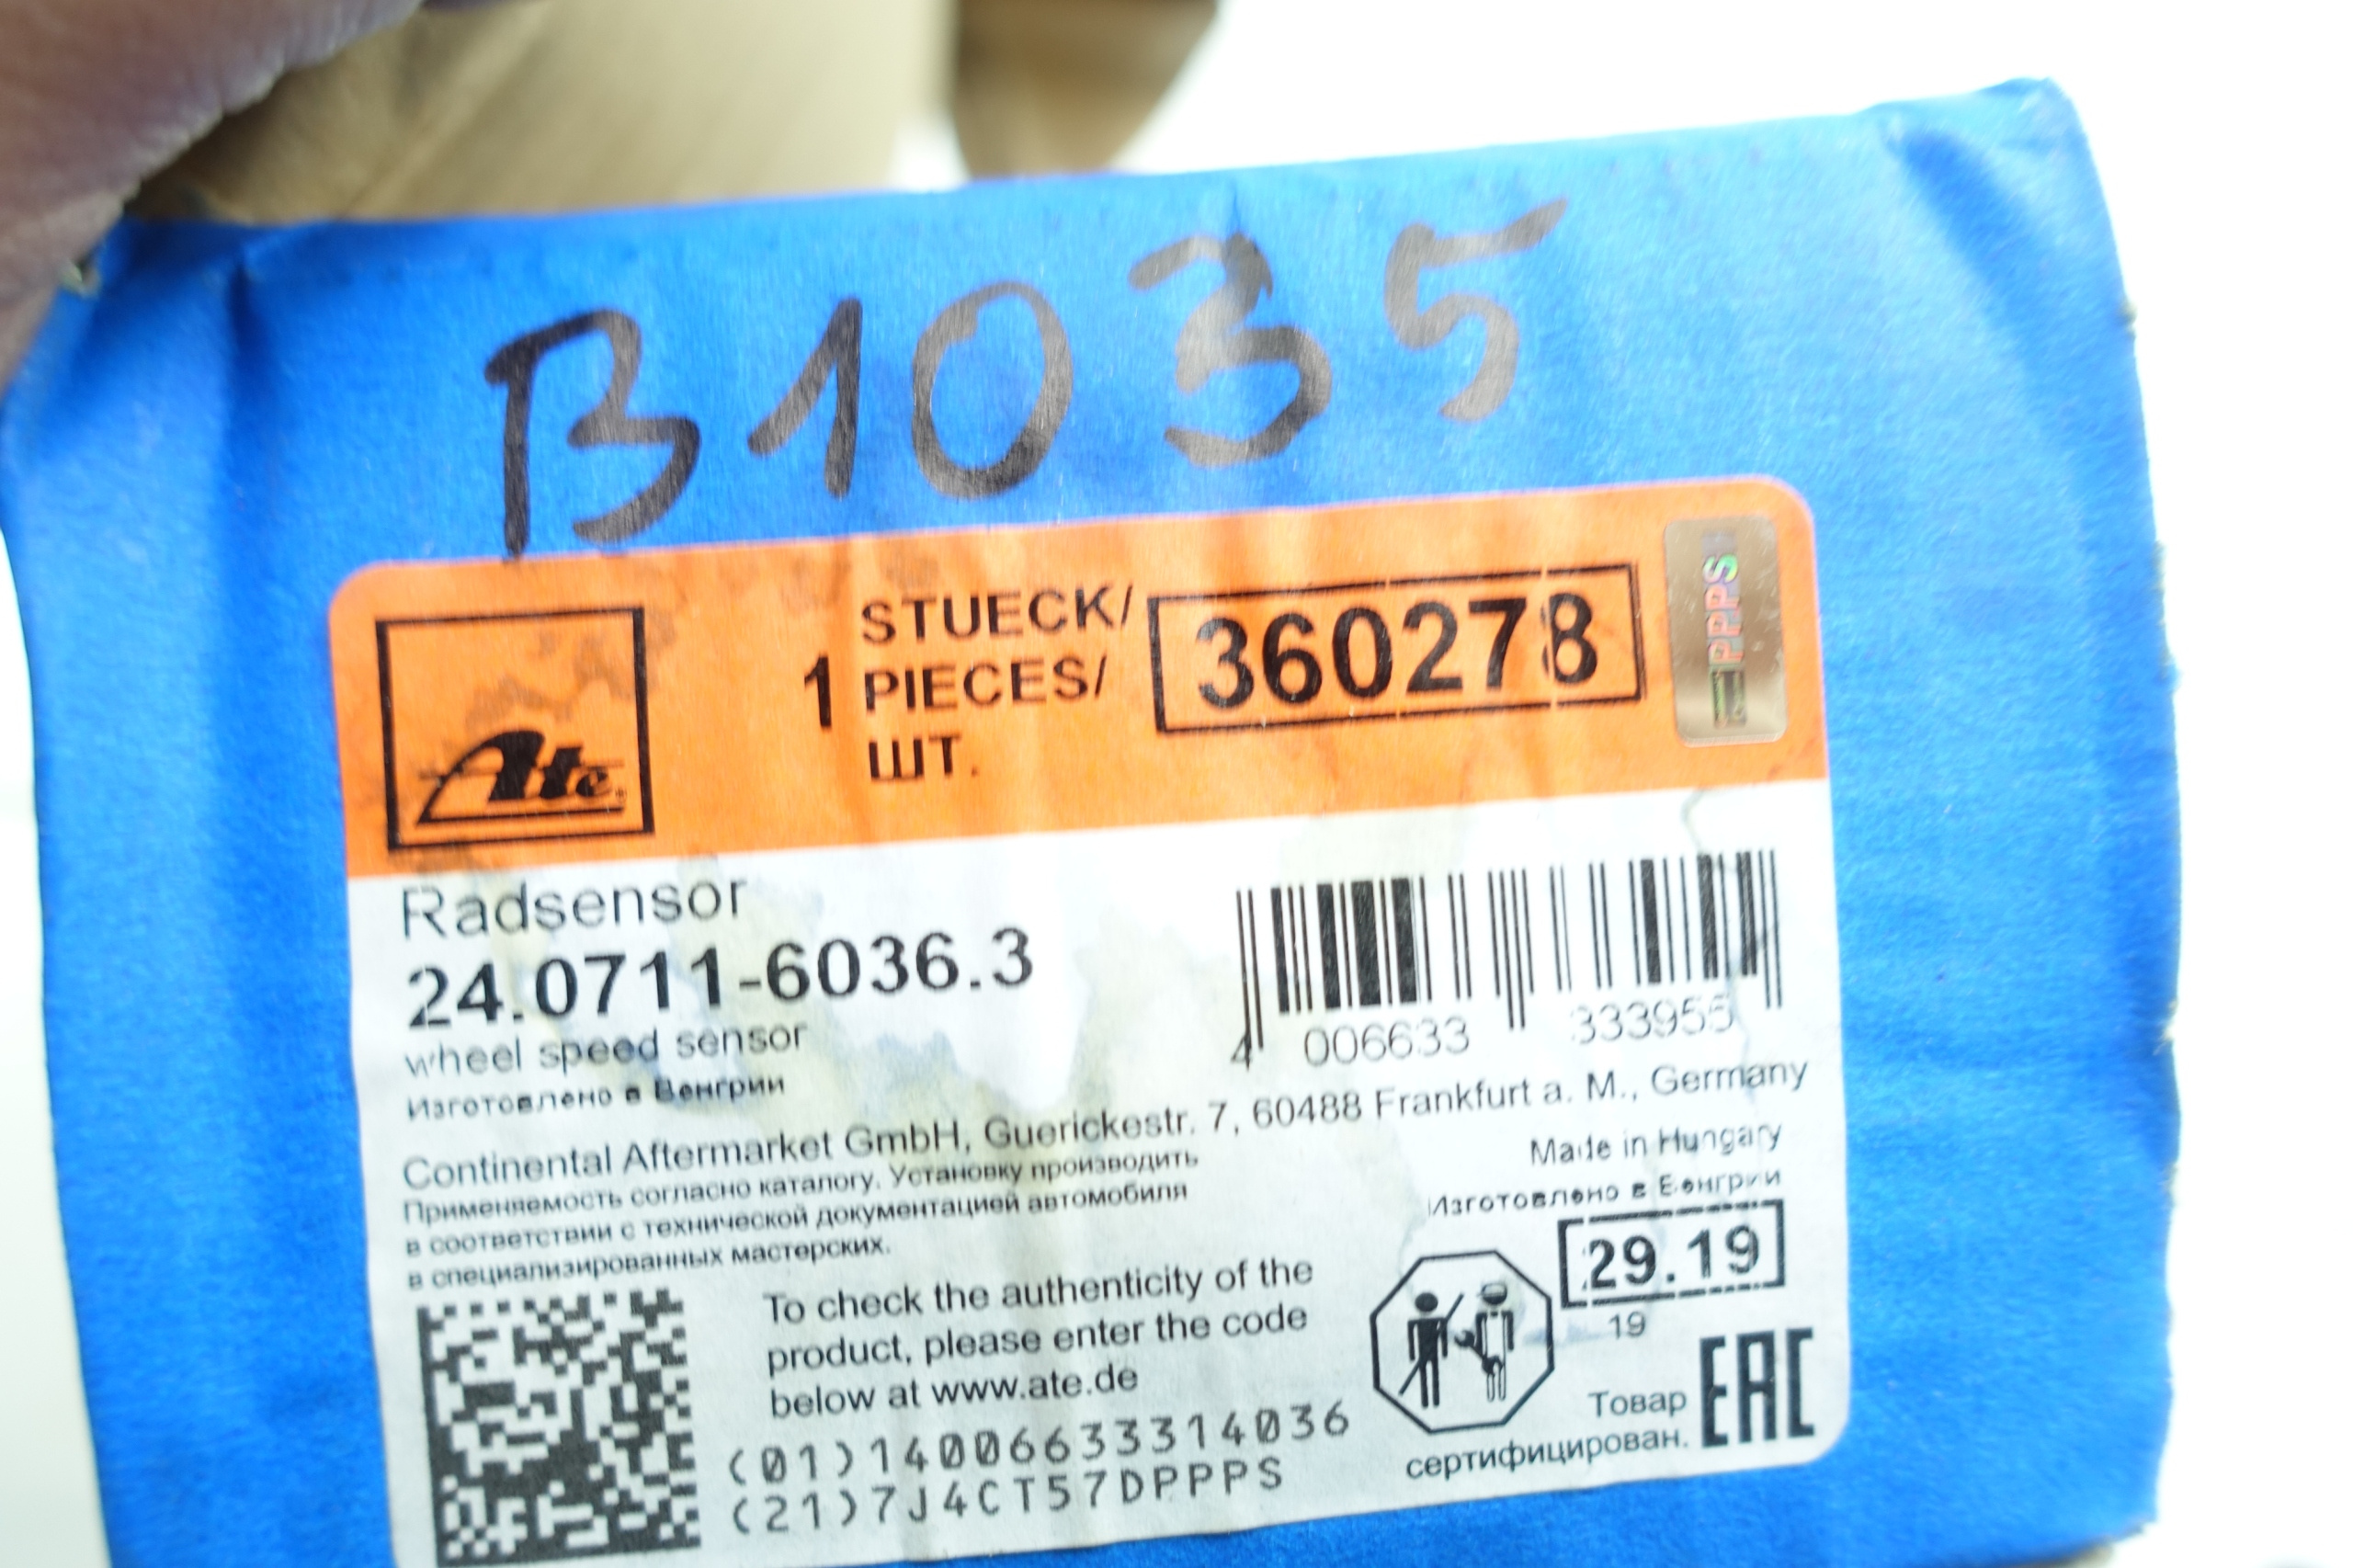 B1035
Ate
1
STUECK/
PIECES/
ШТ.
360278
PPPS
Radsensor
24.0711-6036.3
wheel speed sensor
Изготовлено в Венгрии
4 006633 333955
Continental Aftermarket GmbH, Guerickestr. 7, 60488 Frankfurt a. M., Germany
Применяемость согласно каталогу. Установку производить
в соответствии с технической документацией автомобиля
в специализированных мастерских.
Made in Hungary
Изготовлено в Венгрии
29.19
19
To check the authenticity of the
product, please enter the code
below at www.ate.de
(01)14006633314036
(21)7J4CT57DPPPS
Товар
сертифицирован.
EAC